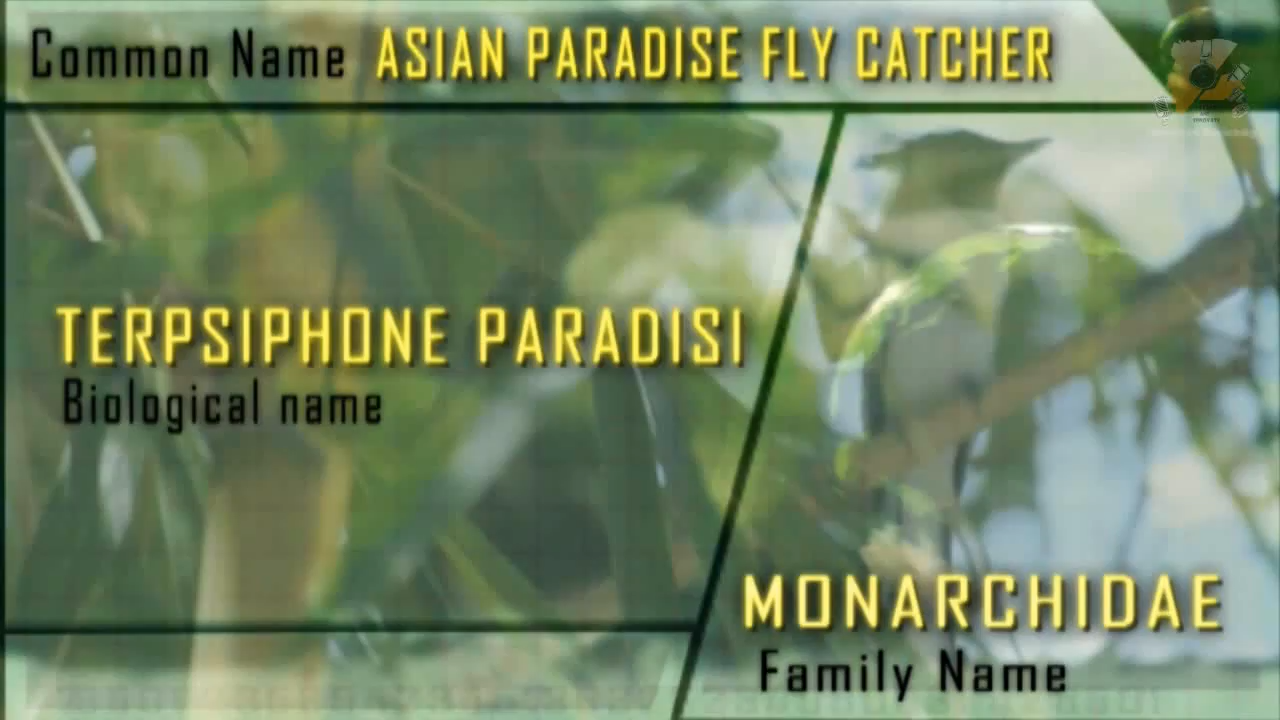 Common Name ASIAN PARADISE FLY CATCHER
TERPSIPHONE PARADISI
Biological name
MONARCHIDAE
Family Name